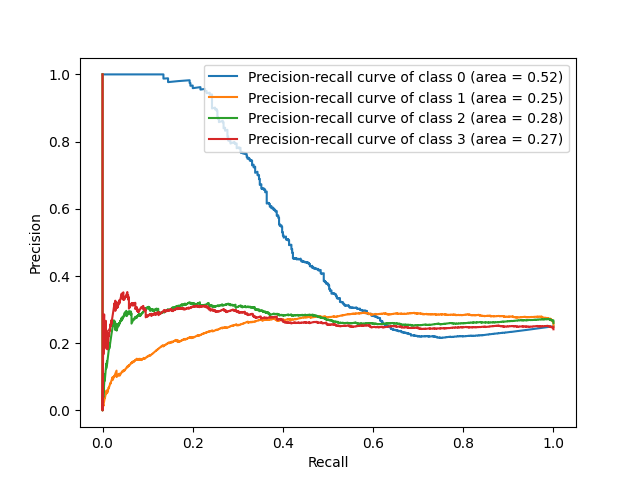 Precision-recall curve of class 0 (area = 0.52)
Precision-recall curve of class 1 (area = 0.25)
Precision-recall curve of class 2 (area = 0.28)
Precision-recall curve of class 3 (area = 0.27)
1.0
0.8
0.6
0.4
0.2
0.0
Precision
0.0 0.2 0.4 0.6 0.8 1.0
Recall